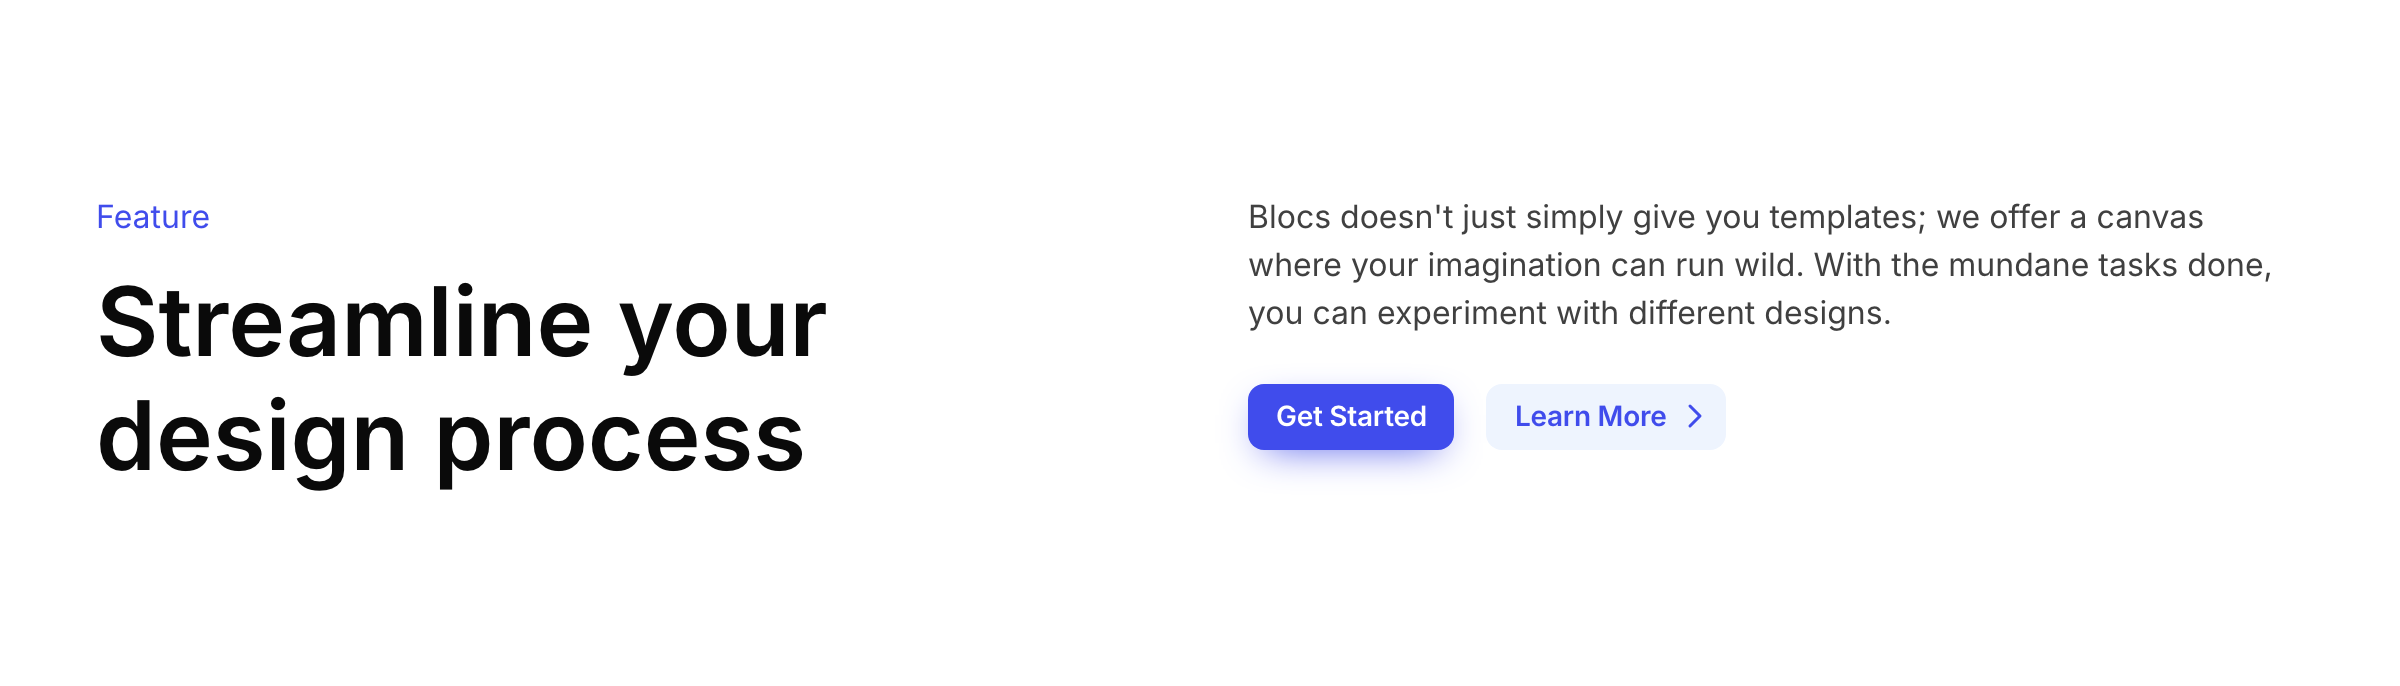 Feature
Streamline your
design process
Blocs doesn't just simply give you templates; we offer a canvas
where your imagination can run wild. With the mundane tasks done,
you can experiment with different designs.
Get Started
Learn More